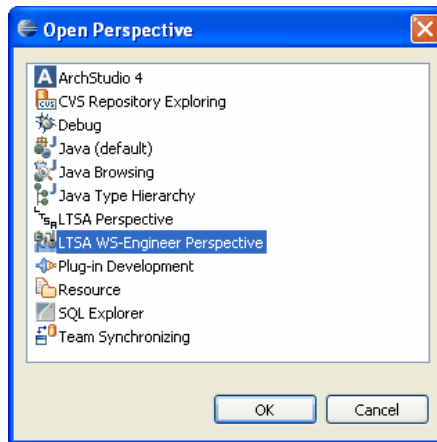 Open Perspective
ArchStudio 4
CVS Repository Exploring
Debug
Java (default)
Java Browsing
Java Type Hierarchy
LTSA Perspective
LTSA WS-Engineer Perspective
Plug-in Development
Resource
SQL Explorer
Team Synchronizing
OK Cancel